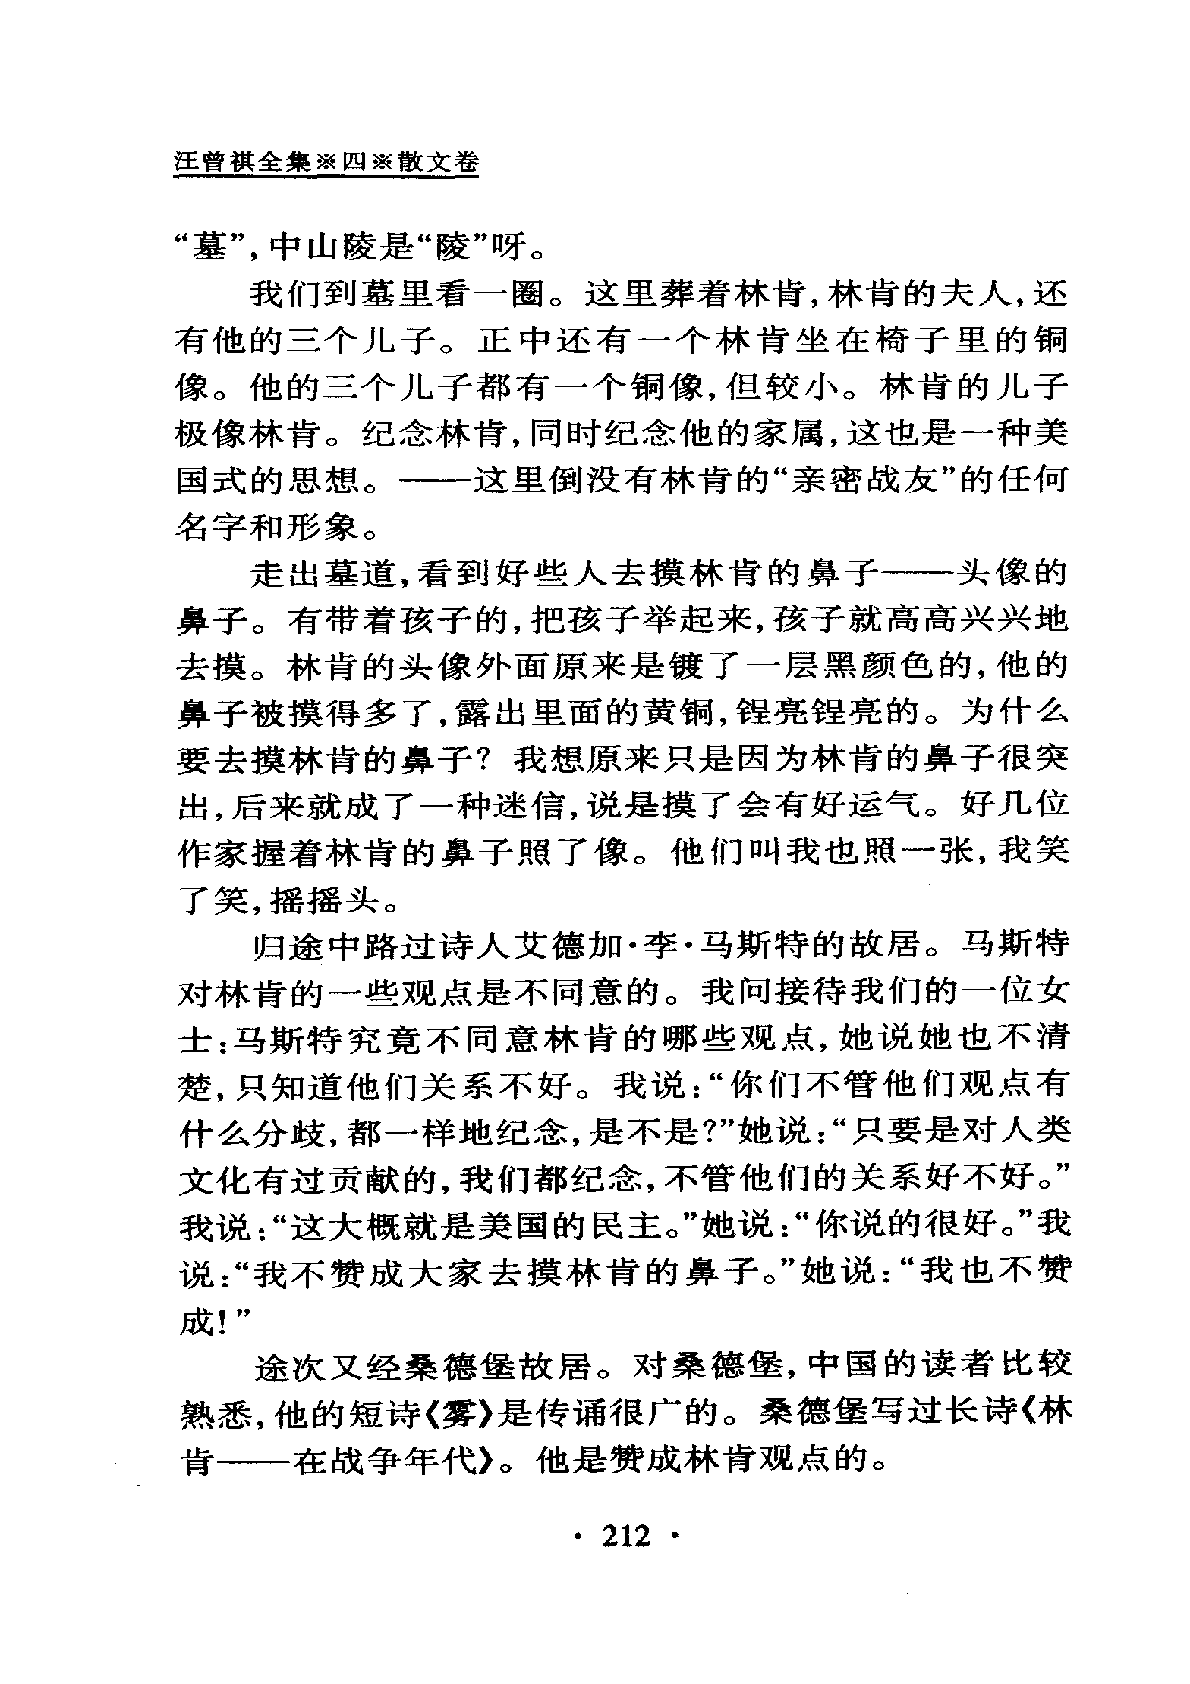 汪曾祺全集※四※散文卷
“墓”，中山陵是“陵”呀。
我们到墓里看一圈。这里葬着林肯，林肯的夫人，还
有他的三个儿子。正中还有一个林肯坐在椅子里的铜
像。他的三个儿子都有一个铜像，但较小。林肯的儿子
极像林肯。纪念林肯，同时纪念他的家属，这也是一种美
国式的思想。——这里倒没有林肯的“亲密战友”的任何
名字和形象。
走出墓道，看到好些人去摸林肯的鼻子——头像的
鼻子。有带着孩子的，把孩子举起来，孩子就高高兴兴地
去摸。林肯的头像外面原来是镀了一层黑颜色的，他的
鼻子被摸得多了，露出里面的黄铜，锃亮锃亮的。为什么
要去摸林肯的鼻子？我想原来只是因为林肯的鼻子很突
出，后来就成了一种迷信，说是摸了会有好运气。好几位
作家握着林肯的鼻子照了像。他们叫我也照一张，我笑
了笑，摇摇头。
归途中路过诗人艾德加·李·马斯特的故居。马斯特
对林肯的一些观点是不同意的。我问接待我们的一位女
士：马斯特究竟不同意林肯的哪些观点，她说她也不清
楚，只知道他们关系不好。我说：“你们不管他们观点有
什么分歧，都一样地纪念，是不是？”她说：“只要是对人类
文化有过贡献的，我们都纪念，不管他们的关系好不好。”
我说：“这大概就是美国的民主。”她说：“你说的很好。”我
说：“我不赞成大家去摸林肯的鼻子。”她说：“我也不赞
成！”
途次又经桑德堡故居。对桑德堡，中国的读者比较
熟悉，他的短诗《雾》是传诵很广的。桑德堡写过长诗《林
肯——在战争年代》。他是赞成林肯观点的。
· 212 ·